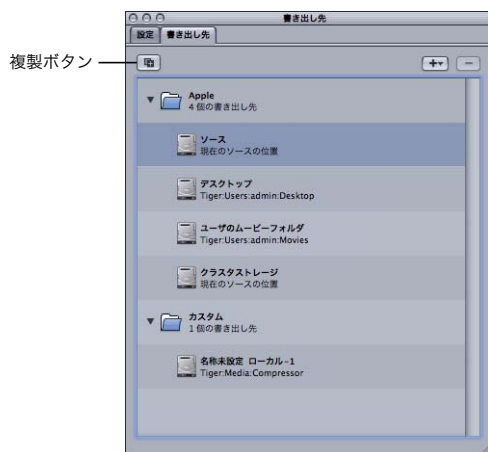 書き出し先
設定 書き出し先
複製ボタン
Apple
4 個の書き出し先
ソース
現在のソースの位置
デスクトップ
Tiger:Users:admin:Desktop
ユーザのムービーフォルダ
Tiger:Users:admin:Movies
クラスタストレージ
現在のソースの位置
カスタム
1 個の書き出し先
名称未設定 ローカル-1
Tiger:Media:Compressor